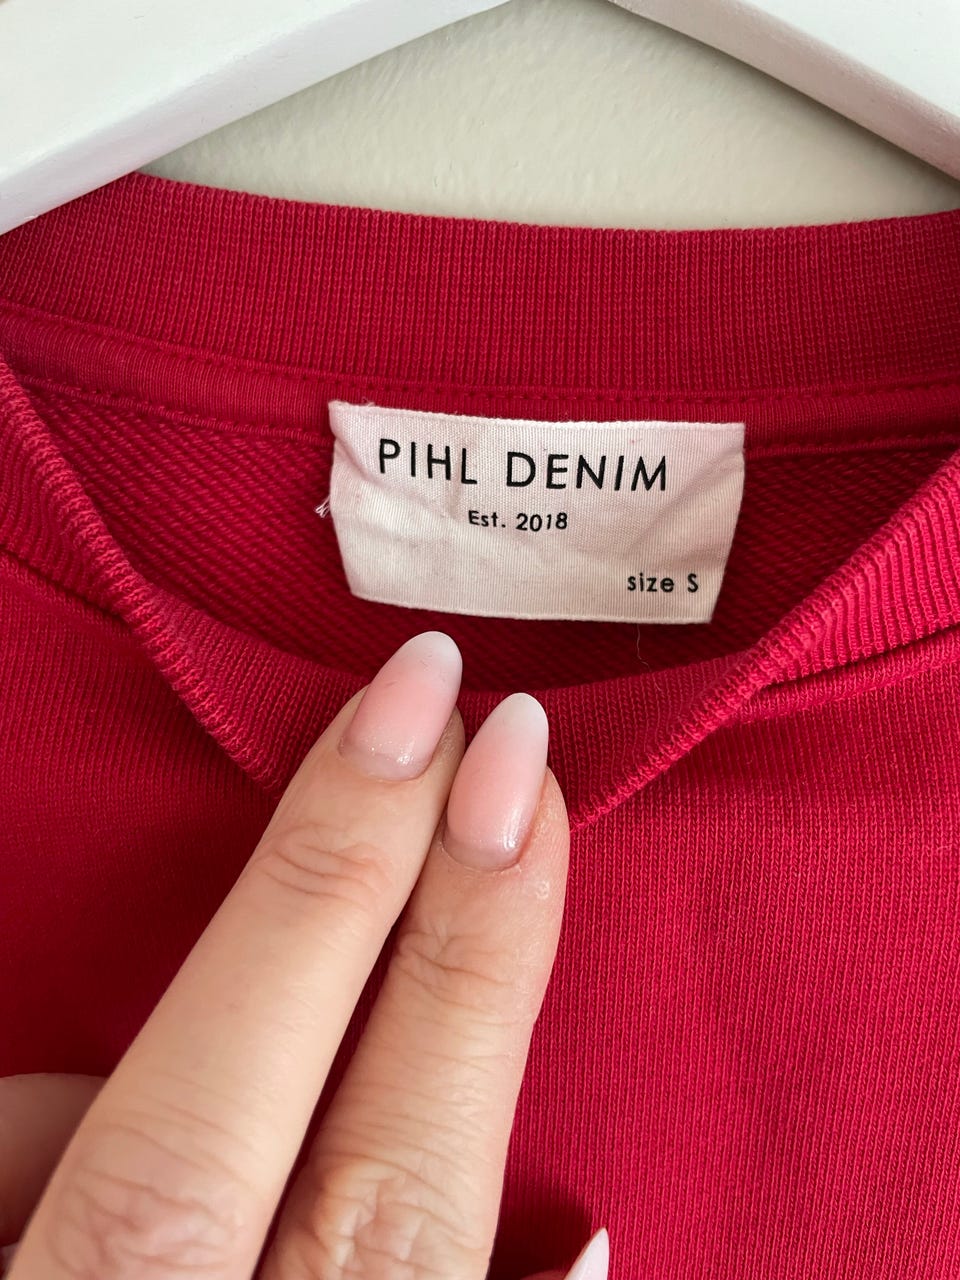 PIHL DENIM
Est. 2018
size S